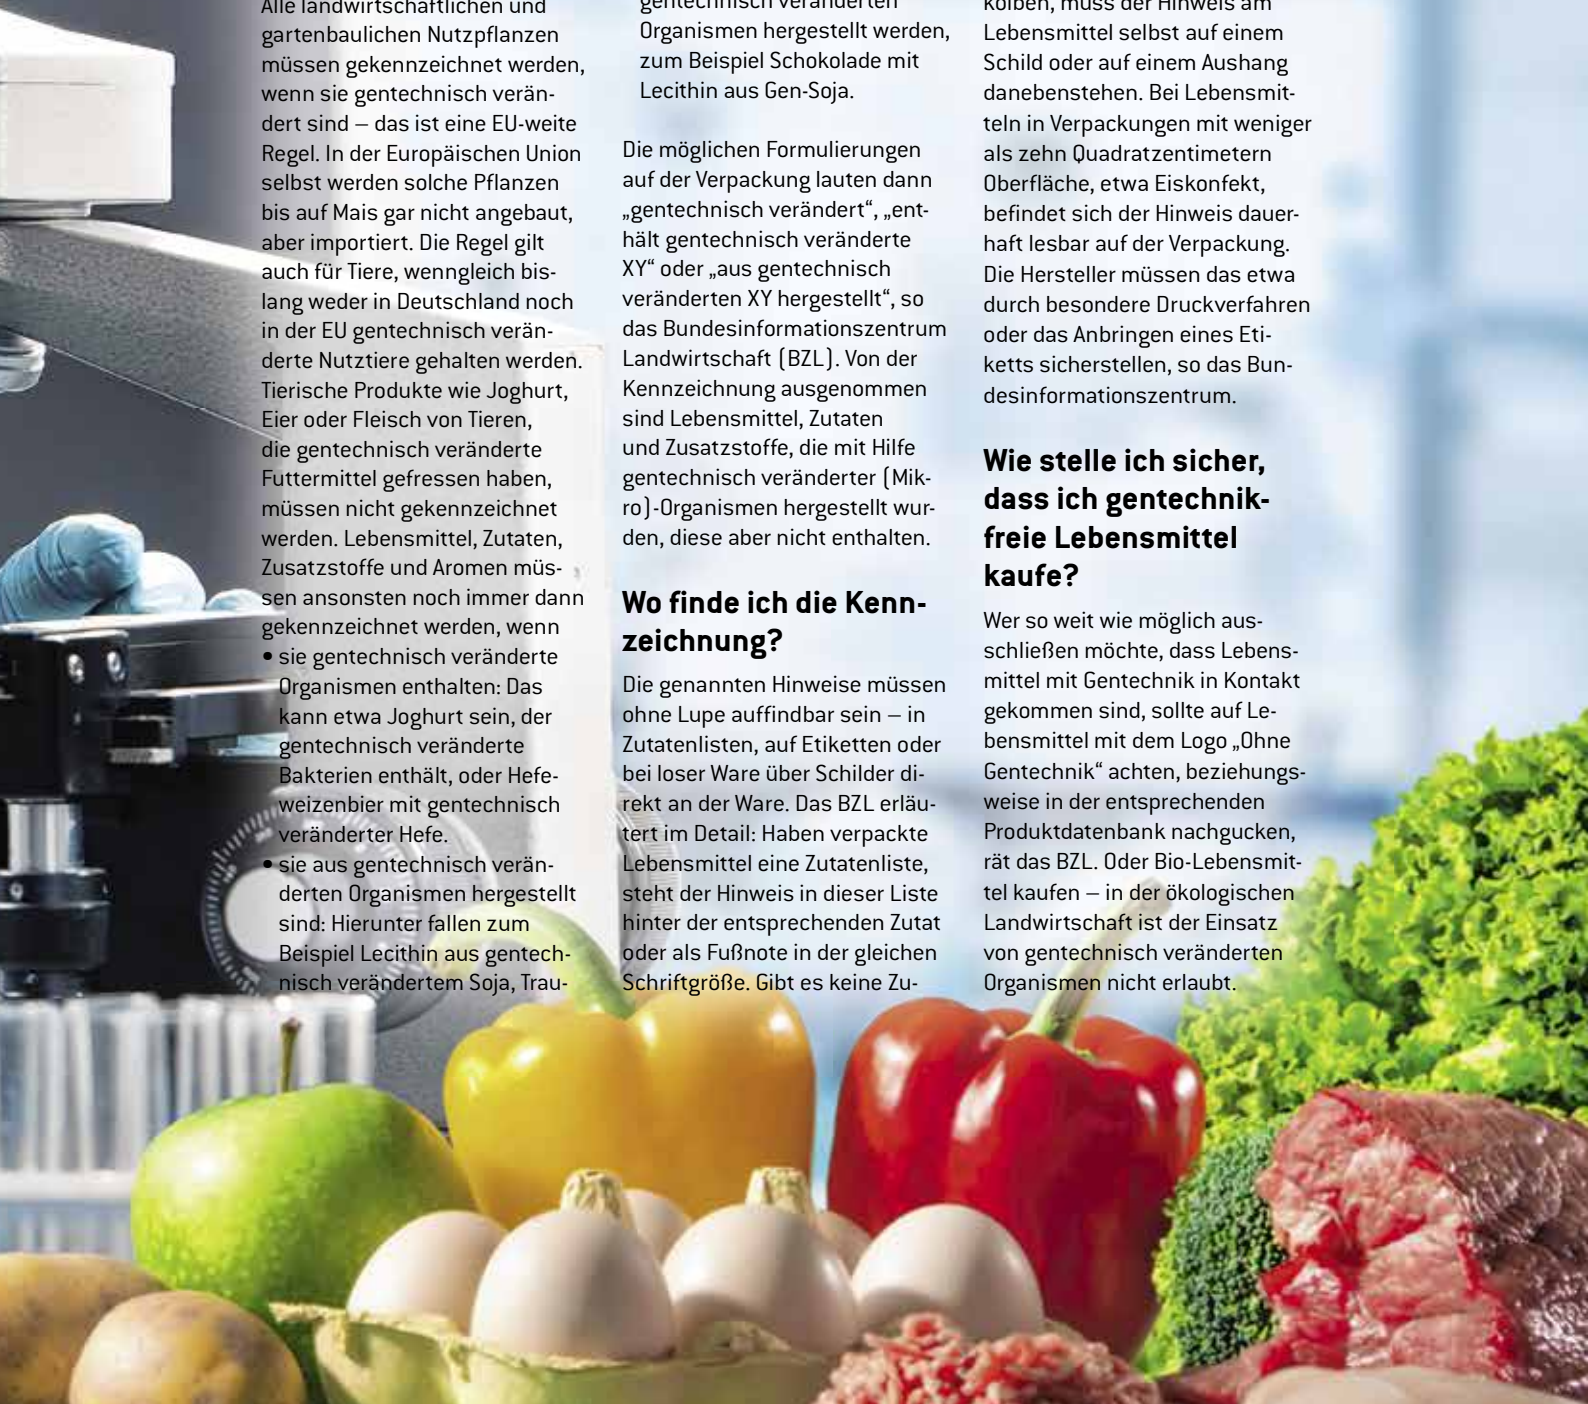 Alle landwirtschaftlichen und
gartenbaulichen Nutzpflanzen
müssen gekennzeichnet werden,
wenn sie gentechnisch verän-
dert sind – das ist eine EU-weite
Regel. In der Europäischen Union
selbst werden solche Pflanzen
bis auf Mais gar nicht angebaut,
aber importiert. Die Regel gilt
auch für Tiere, wenngleich bis-
lang weder in Deutschland noch
in der EU gentechnisch verän-
derte Nutztiere gehalten werden.
Tierische Produkte wie Joghurt,
Eier oder Fleisch von Tieren,
die gentechnisch veränderte
Futtermittel gefressen haben,
müssen nicht gekennzeichnet
werden. Lebensmittel, Zutaten,
Zusatzstoffe und Aromen müs-
sen ansonsten noch immer dann
gekennzeichnet werden, wenn
• sie gentechnisch veränderte
Organismen enthalten: Das
kann etwa Joghurt sein, der
gentechnisch veränderte
Bakterien enthält, oder Hefe-
weizenbier mit gentechnisch
veränderter Hefe.
• sie aus gentechnisch verän-
derten Organismen hergestellt
sind: Hierunter fallen zum
Beispiel Lecithin aus gentech-
nisch verändertem Soja, Trau-
gentechnisch veränderten
Organismen hergestellt werden,
zum Beispiel Schokolade mit
Lecithin aus Gen-Soja.
Die möglichen Formulierungen
auf der Verpackung lauten dann
„gentechnisch verändert“, „ent-
hält gentechnisch veränderte
XY“ oder „aus gentechnisch
veränderten XY hergestellt“, so
das Bundesinformationszentrum
Landwirtschaft (BZL). Von der
Kennzeichnung ausgenommen
sind Lebensmittel, Zutaten
und Zusatzstoffe, die mit Hilfe
gentechnisch veränderter (Mik-
ro)-Organismen hergestellt wur-
den, diese aber nicht enthalten.
Wo finde ich die Kenn-
zeichnung?
Die genannten Hinweise müssen
ohne Lupe auffindbar sein – in
Zutatenlisten, auf Etiketten oder
bei loser Ware über Schilder di-
rekt an der Ware. Das BZL erläu-
tert im Detail: Haben verpackte
Lebensmittel eine Zutatenliste,
steht der Hinweis in dieser Liste
hinter der entsprechenden Zutat
oder als Fußnote in der gleichen
Schriftgröße. Gibt es keine Zu-
kolben, muss der Hinweis am
Lebensmittel selbst auf einem
Schild oder auf einem Aushang
danebenstehen. Bei Lebensmit-
teln in Verpackungen mit weniger
als zehn Quadratzentimetern
Oberfläche, etwa Eiskonfekt,
befindet sich der Hinweis dauer-
haft lesbar auf der Verpackung.
Die Hersteller müssen das etwa
durch besondere Druckverfahren
oder das Anbringen eines Eti-
ketts sicherstellen, so das Bun-
desinformationszentrum.
Wie stelle ich sicher,
dass ich gentechnik-
freie Lebensmittel
kaufe?
Wer so weit wie möglich aus-
schließen möchte, dass Lebens-
mittel mit Gentechnik in Kontakt
gekommen sind, sollte auf Le-
bensmittel mit dem Logo „Ohne
Gentechnik“ achten, beziehungs-
weise in der entsprechenden
Produktdatenbank nachgucken,
rät das BZL. Oder Bio-Lebensmit-
tel kaufen – in der ökologischen
Landwirtschaft ist der Einsatz
von gentechnisch veränderten
Organismen nicht erlaubt.